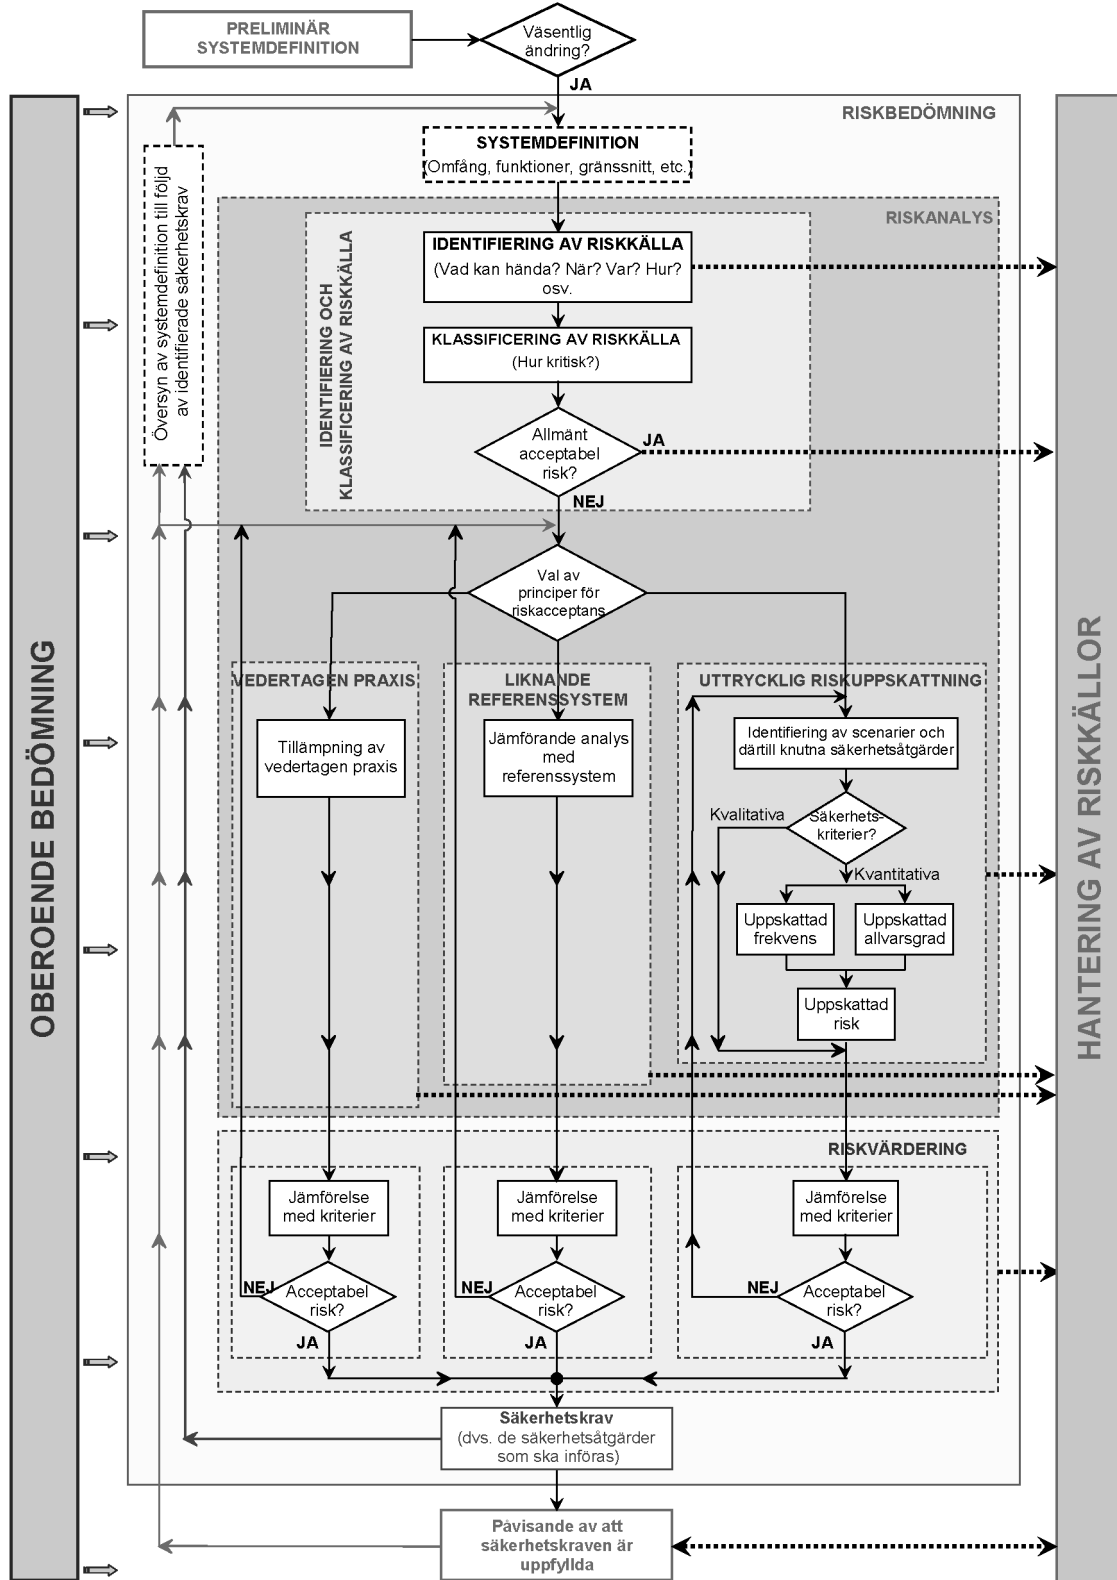 PRELIMINÄR
SYSTEMDEFINITION
Väsentlig
ändring?
JA
RISKBEDÖMNING
SYSTEMDEFINITION
(Omfång, funktioner, gränssnitt, etc.)
Översyn av systemdefinition till följd
av identifierade säkerhetskrav
RISKANALYS
IDENTIFIERING OCH
KLASSIFICERING AV RISKKÄLLA
IDENTIFIERING AV RISKKÄLLA
(Vad kan hända? När? Var? Hur?
osv.
KLASSIFICERING AV RISKKÄLLA
(Hur kritisk?)
Allmänt
acceptabel
risk?
JA
NEJ
Val av
principer för
riskacceptans
OBEROENDE BEDÖMNING
HANTERING AV RISKKÄLLOR
VEDERTAGEN PRAXIS
LIKNANDE
REFERENSSYSTEM
UTTRYCKLIG RISKUPPSKATTNING
Tillämpning av
vedertagen praxis
Jämförande analys
med
referenssystem
Identifiering av scenarier och
därtill knutna säkerhetsåtgärder
Kvalitativa
Säkerhets-
kriterier?
Kvantitativa
Uppskattad
frekvens
Uppskattad
allvarsgrad
Uppskattad
risk
RISKVÄRDERING
Jämförelse
med kriterier
Jämförelse
med kriterier
Jämförelse
med kriterier
NEJ
Acceptabel
risk?
JA
NEJ
Acceptabel
risk?
JA
NEJ
Acceptabel
risk?
JA
Säkerhetskrav
(dvs. de säkerhetsåtgärder
som ska införas)
Påvisande av att
säkerhetskraven är
uppfyllda